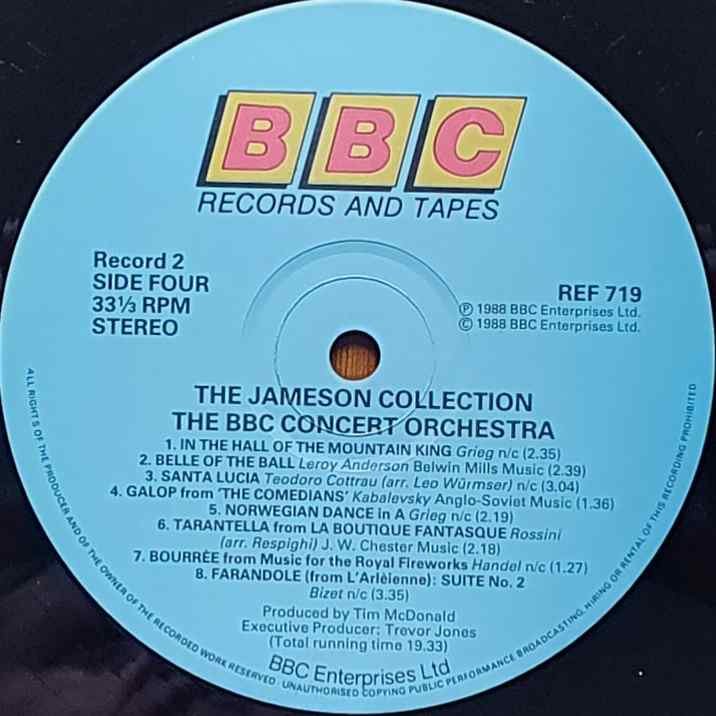 BBC
RECORDS AND TAPES
Record 2
SIDE FOUR
33⅓ RPM
STEREO
REF 719
Ⓟ 1988 BBC Enterprises Ltd.
© 1988 BBC Enterprises Ltd.
THE JAMESON COLLECTION
THE BBC CONCERT ORCHESTRA
1. IN THE HALL OF THE MOUNTAIN KING Grieg n/c (2.35)
2. BELLE OF THE BALL Leroy Anderson Belwin Mills Music (2.39)
3. SANTA LUCIA Teodoro Cottrau (arr. Leo Würmser) n/c (3.04)
4. GALOP from 'THE COMEDIANS' Kabalevsky Anglo-Soviet Music (1.36)
5. NORWEGIAN DANCE in A Grieg n/c (2.19)
6. TARANTELLA from LA BOUTIQUE FANTASQUE Rossini
(arr. Respighi) J. W. Chester Music (2.18)
7. BOURRÈE from Music for the Royal Fireworks Handel n/c (1.27)
8. FARANDOLE (from L'Arlèienne): SUITE No. 2
Bizet n/c (3.35)
Produced by Tim McDonald
Executive Producer: Trevor Jones
(Total running time 19.33)
BBC Enterprises Ltd
ALL RIGHTS OF THE PRODUCER AND OF THE OWNER OF THE RECORDED WORK RESERVED · UNAUTHORISED COPYING PUBLIC PERFORMANCE BROADCASTING, HIRING OR RENTAL OF THIS RECORDING PROHIBITED